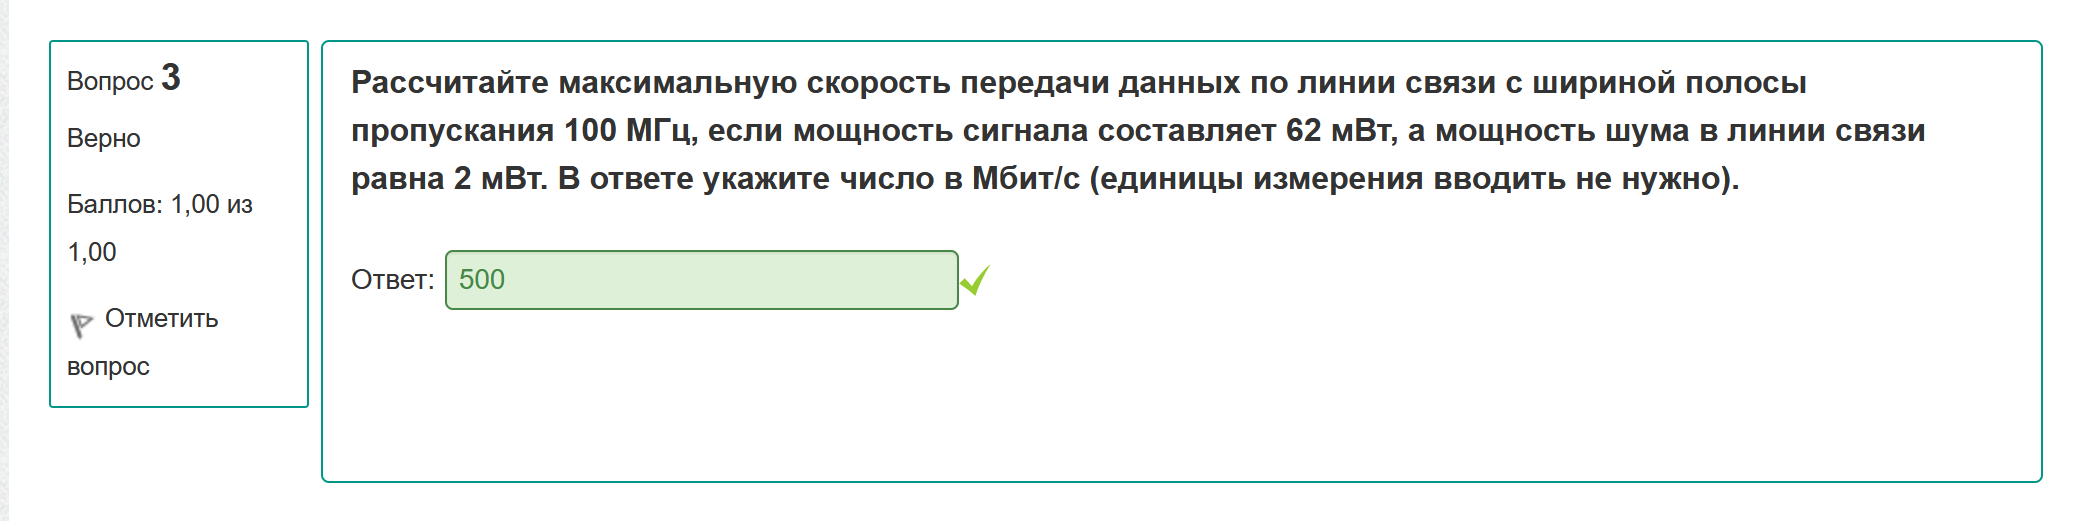 Вопрос 3
Верно
Баллов: 1,00 из
1,00
Отметить
вопрос
Рассчитайте максимальную скорость передачи данных по линии связи с шириной полосы
пропускания 100 МГц, если мощность сигнала составляет 62 мВт, а мощность шума в линии связи
равна 2 мВт. В ответе укажите число в Мбит/с (единицы измерения вводить не нужно).
Ответ: 500